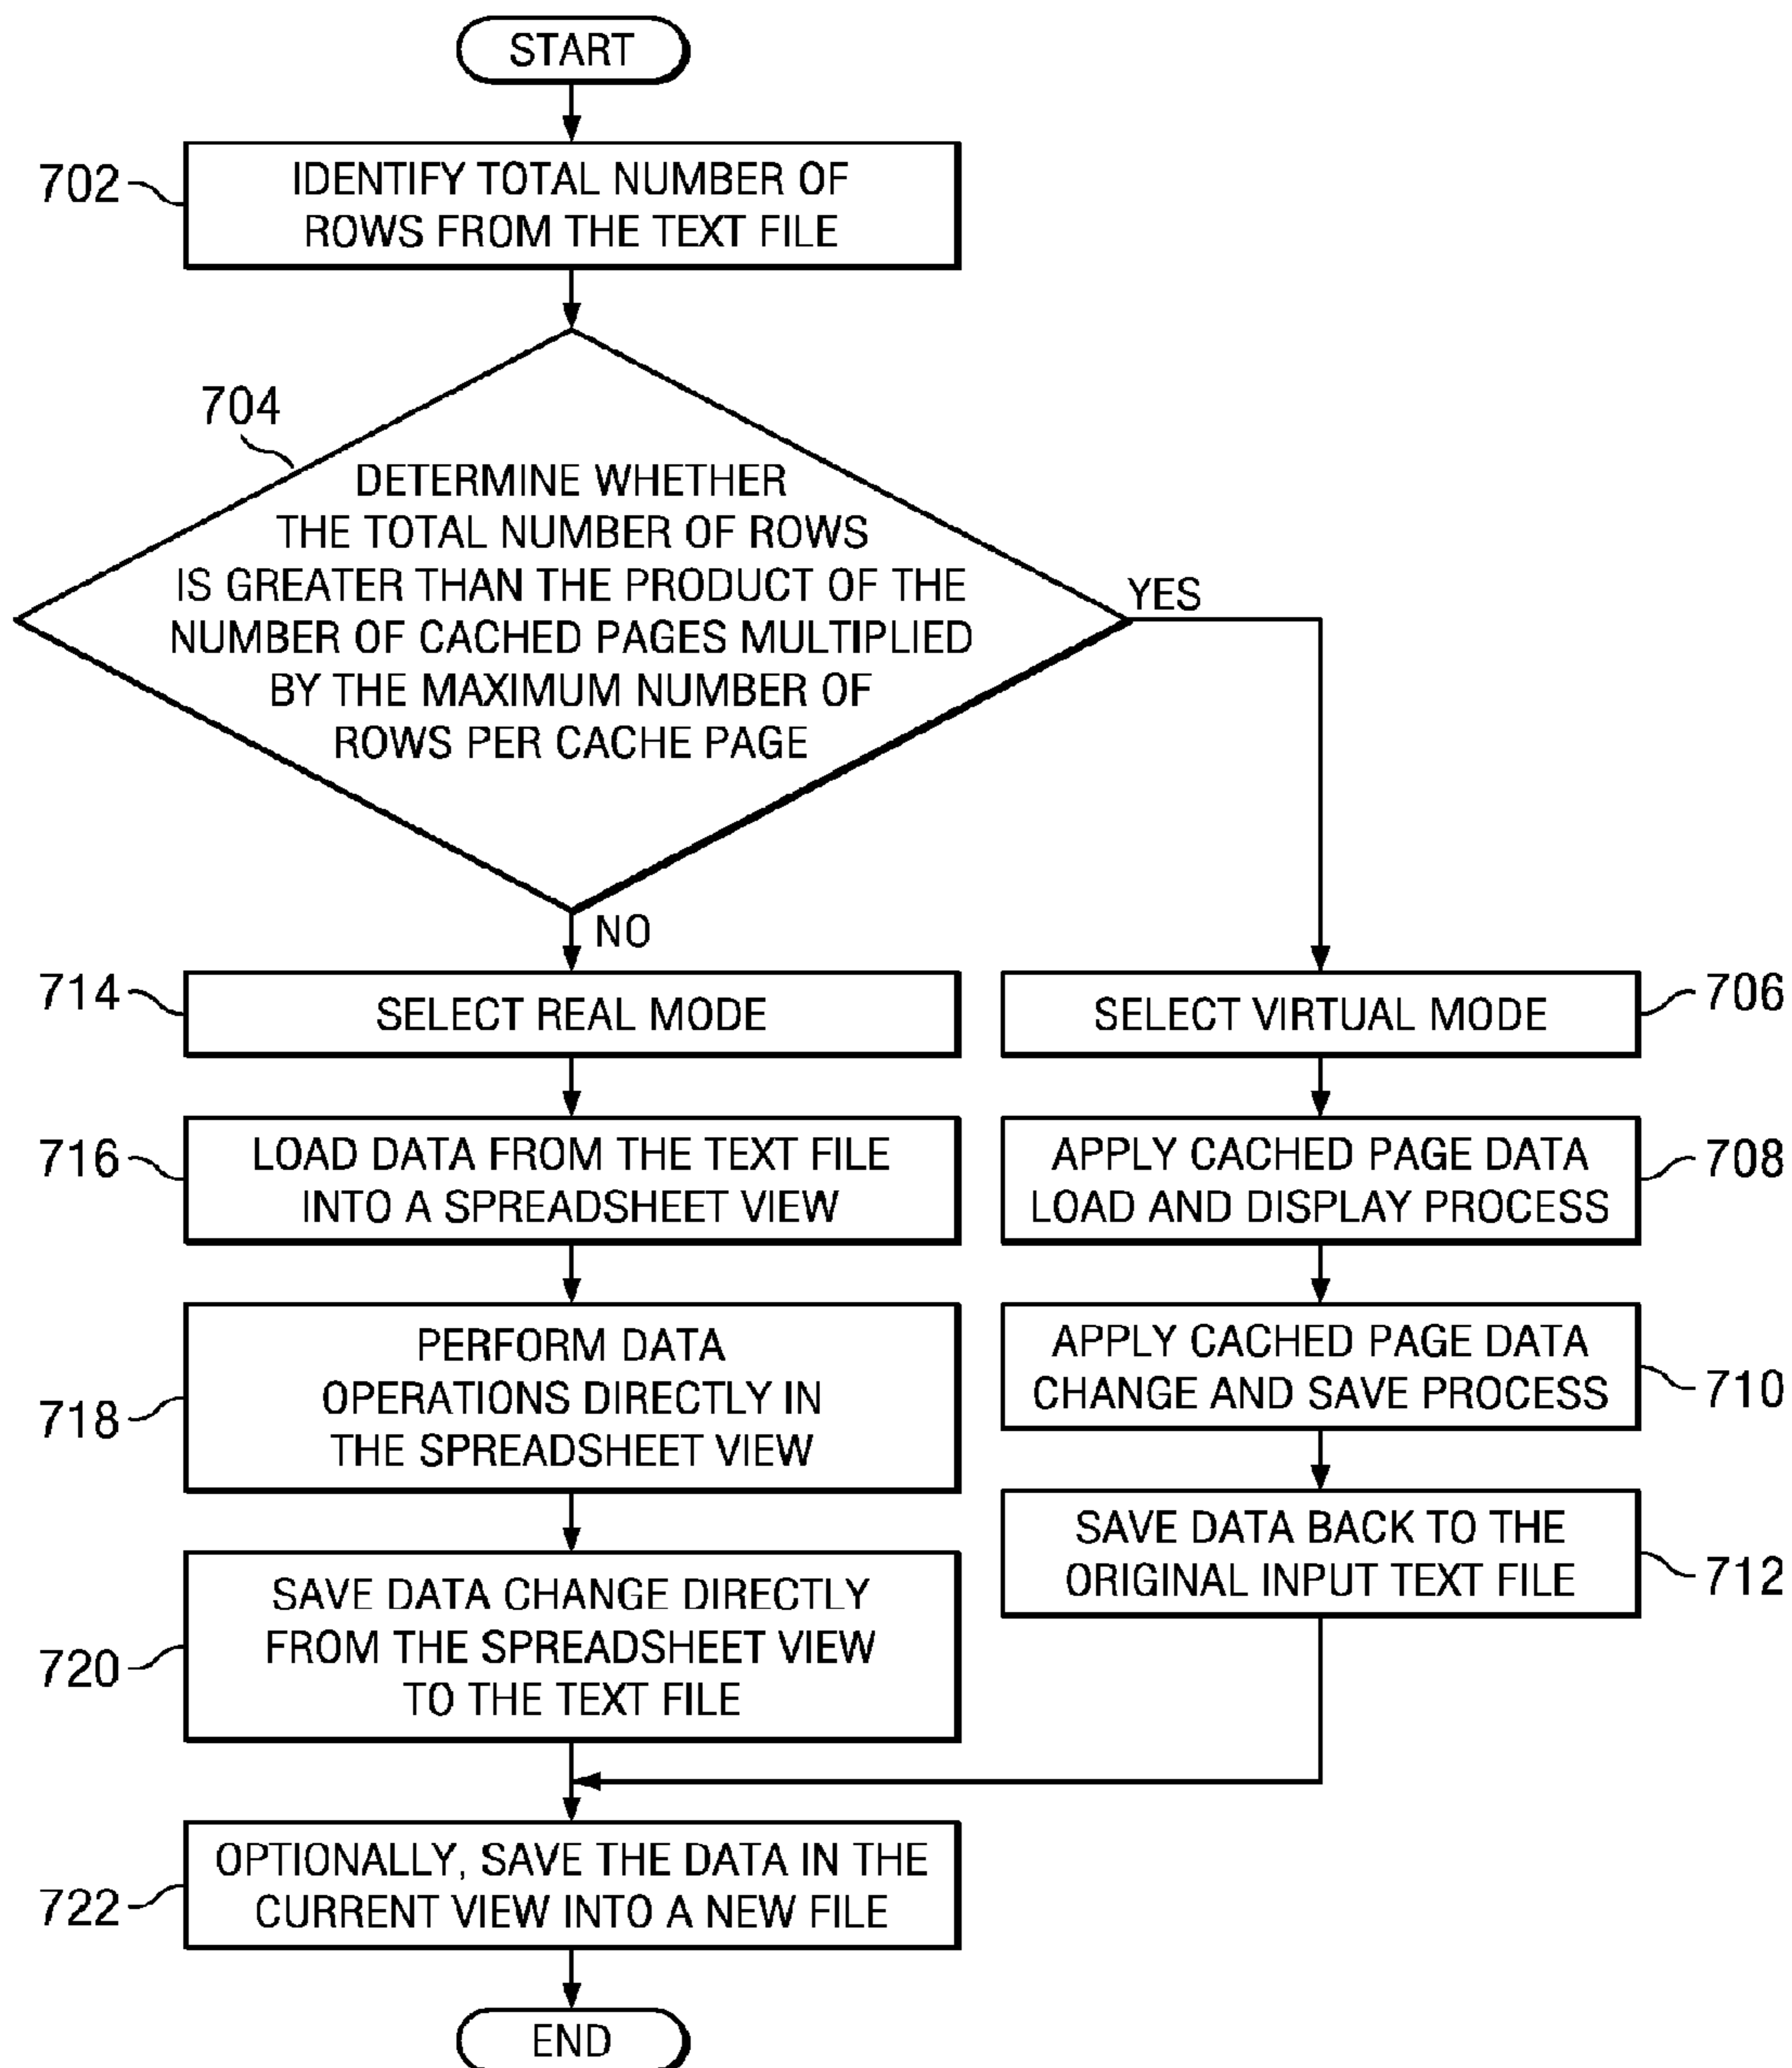 START
702
IDENTIFY TOTAL NUMBER OF
ROWS FROM THE TEXT FILE
704
DETERMINE WHETHER
THE TOTAL NUMBER OF ROWS
IS GREATER THAN THE PRODUCT OF THE
NUMBER OF CACHED PAGES MULTIPLIED
BY THE MAXIMUM NUMBER OF
ROWS PER CACHE PAGE
YES
NO
714
SELECT REAL MODE
SELECT VIRTUAL MODE
706
716
LOAD DATA FROM THE TEXT FILE
INTO A SPREADSHEET VIEW
APPLY CACHED PAGE DATA
LOAD AND DISPLAY PROCESS
708
718
PERFORM DATA
OPERATIONS DIRECTLY IN
THE SPREADSHEET VIEW
APPLY CACHED PAGE DATA
CHANGE AND SAVE PROCESS
710
720
SAVE DATA CHANGE DIRECTLY
FROM THE SPREADSHEET VIEW
TO THE TEXT FILE
SAVE DATA BACK TO THE
ORIGINAL INPUT TEXT FILE
712
722
OPTIONALLY, SAVE THE DATA IN THE
CURRENT VIEW INTO A NEW FILE
END